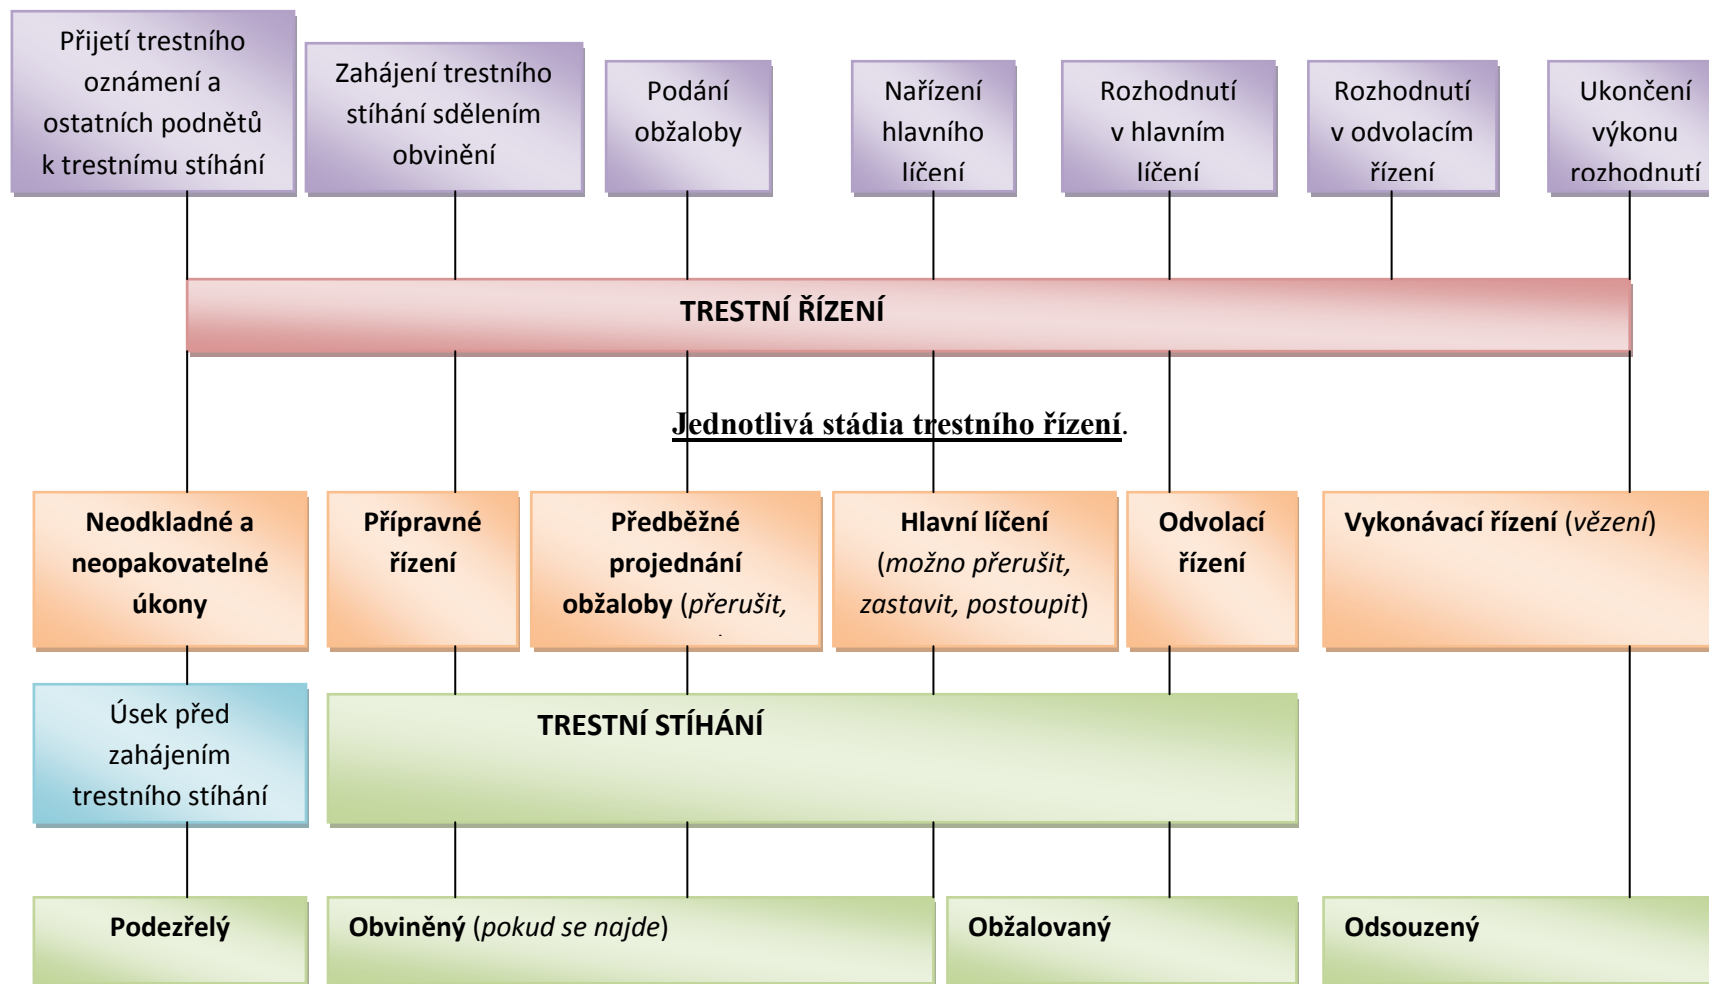 Přijetí trestního
oznámení a
ostatních podnětů
k trestnímu stíhání
Zahájení trestního
stíhání sdělením
obvinění
Podání
obžaloby
Nařízení
hlavního
líčení
Rozhodnutí
v hlavním
líčení
Rozhodnutí
v odvolacím
řízení
Ukončení
výkonu
rozhodnutí
TRESTNÍ ŘÍZENÍ
Jednotlivá stádia trestního řízení.
Neodkladné a
neopakovatelné
úkony
Přípravné
řízení
Předběžné
projednání
obžaloby (přerušit,
Hlavní líčení
(možno přerušit,
zastavit, postoupit)
Odvolací
řízení
Vykonávací řízení (vězení)
Úsek před
zahájením
trestního stíhání
TRESTNÍ STÍHÁNÍ
Podezřelý
Obviněný (pokud se najde)
Obžalovaný
Odsouzený